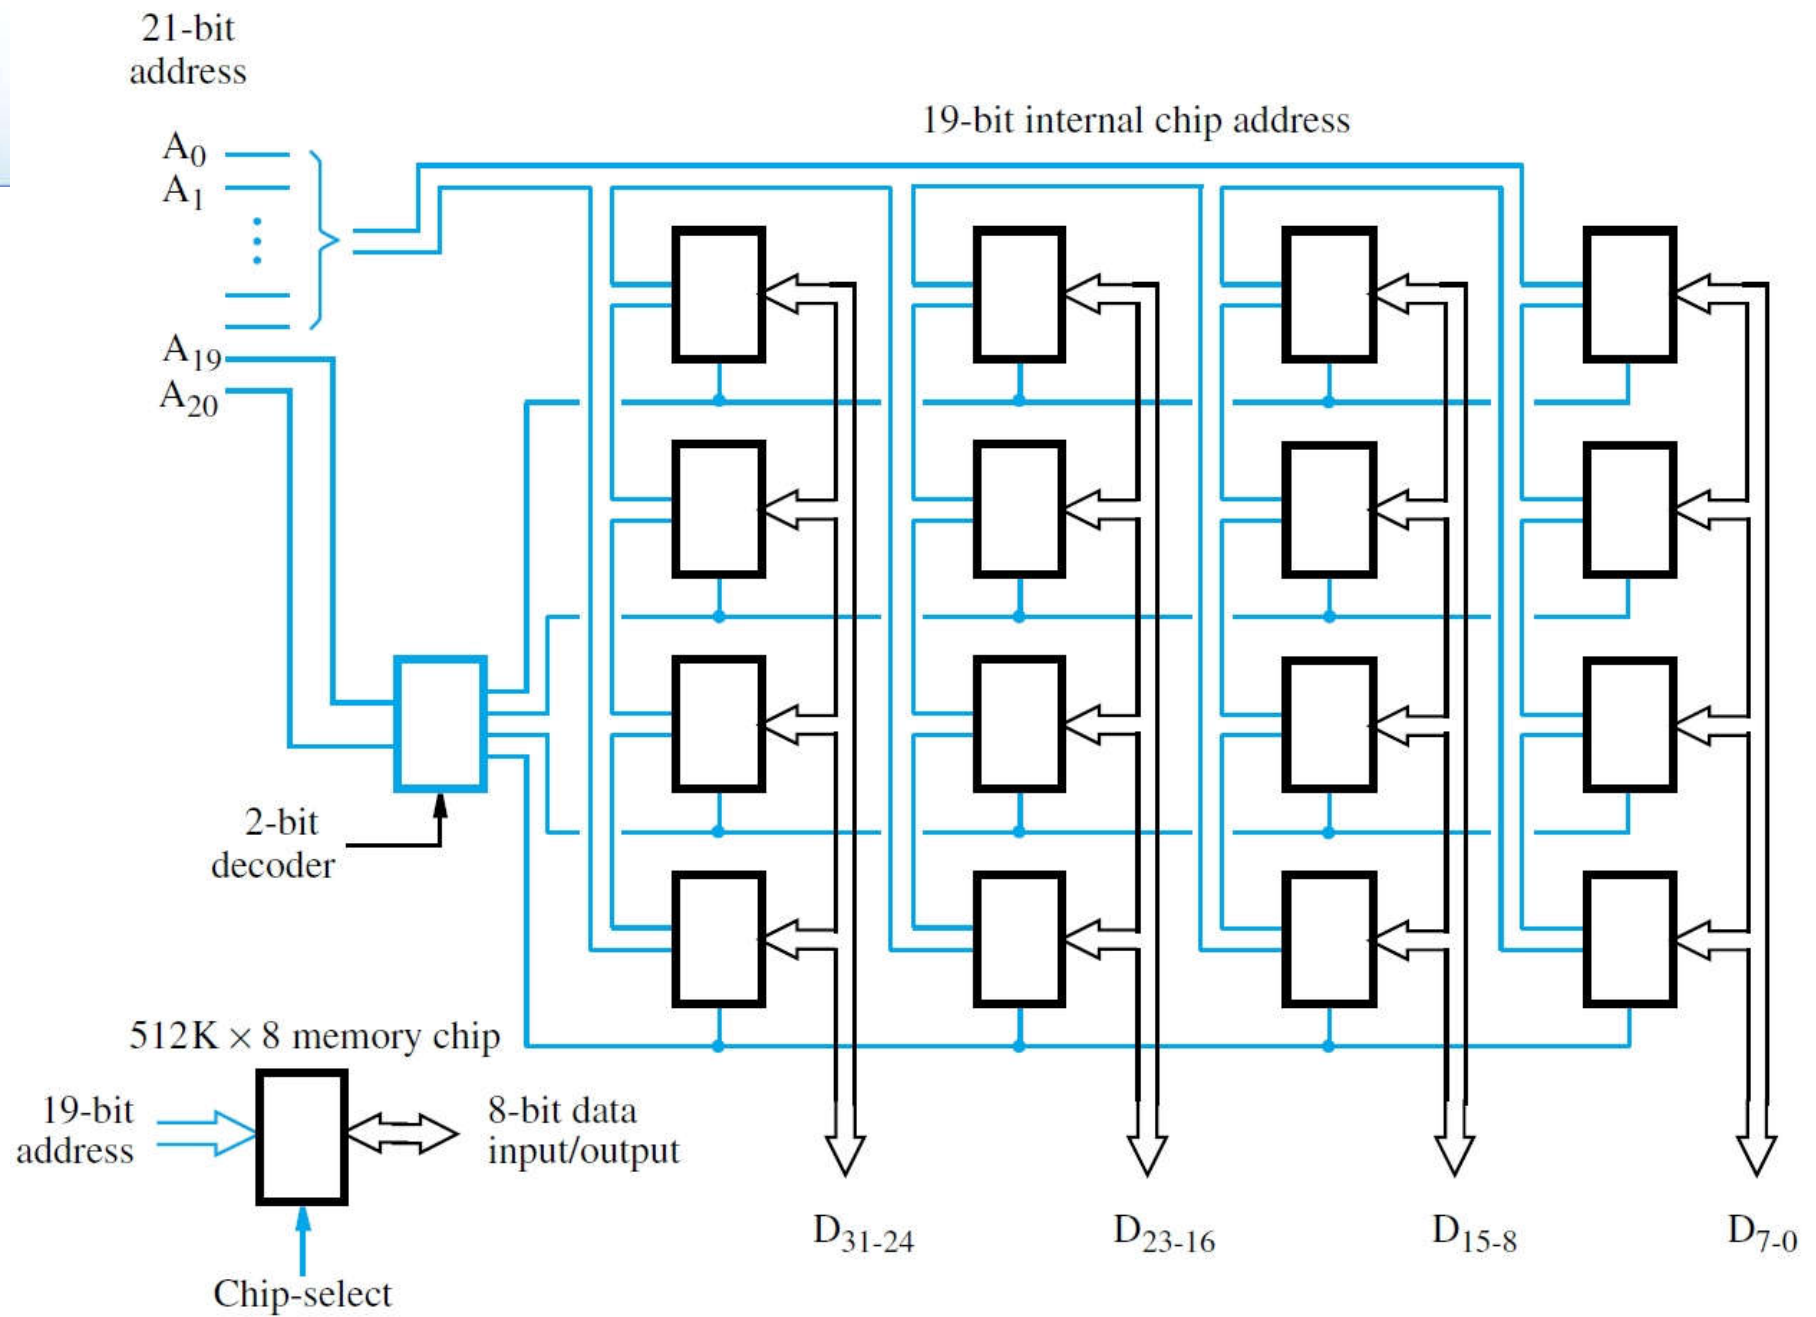 21-bit
address
19-bit internal chip address
A0
A1
A19
A20
2-bit
decoder
512K × 8 memory chip
19-bit
address
8-bit data
input/output
Chip-select
D31-24
D23-16
D15-8
D7-0